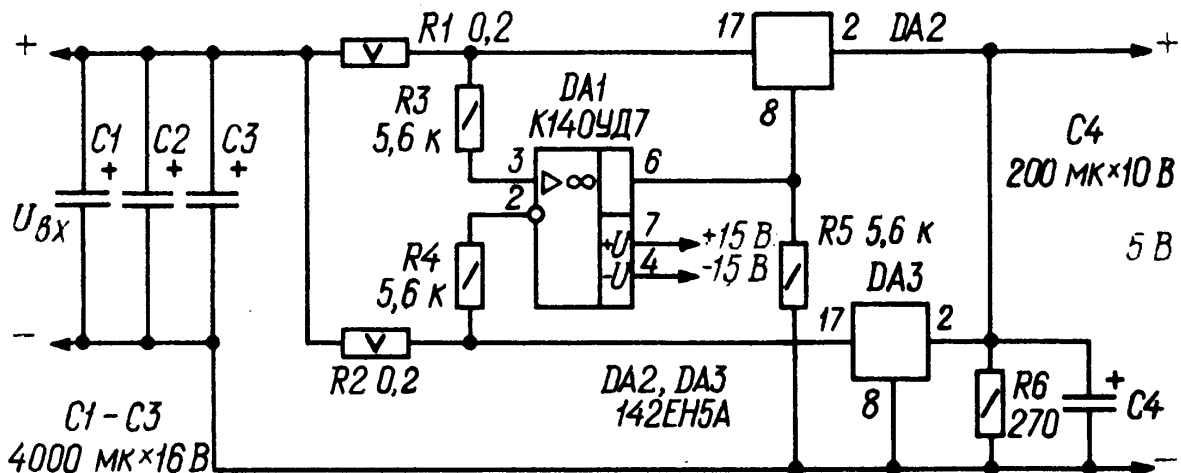 R1 0,2
17
2
DA2
+
+
R3
5,6 к
DA1
К140УД7
8
C1
+
C2
+
C3
+
C4
200 мк×10 В
3
▷ ∞
6
2
Uвх
7
+U
+15 В
4
-U
-15 В
R5 5,6 к
5 В
R4
5,6 к
DA3
17
2
−
R2 0,2
DA2, DA3
142ЕН5А
8
R6
270
+
C4
C1 – C3
4000 мк×16 В
−